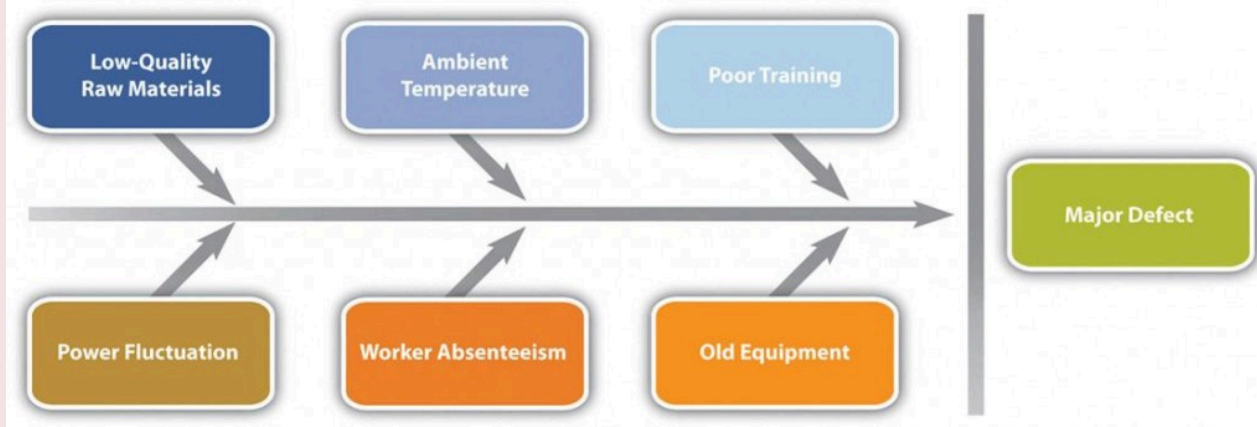 Low-Quality
Raw Materials
Ambient
Temperature
Poor Training
Major Defect
Power Fluctuation
Worker Absenteeism
Old Equipment